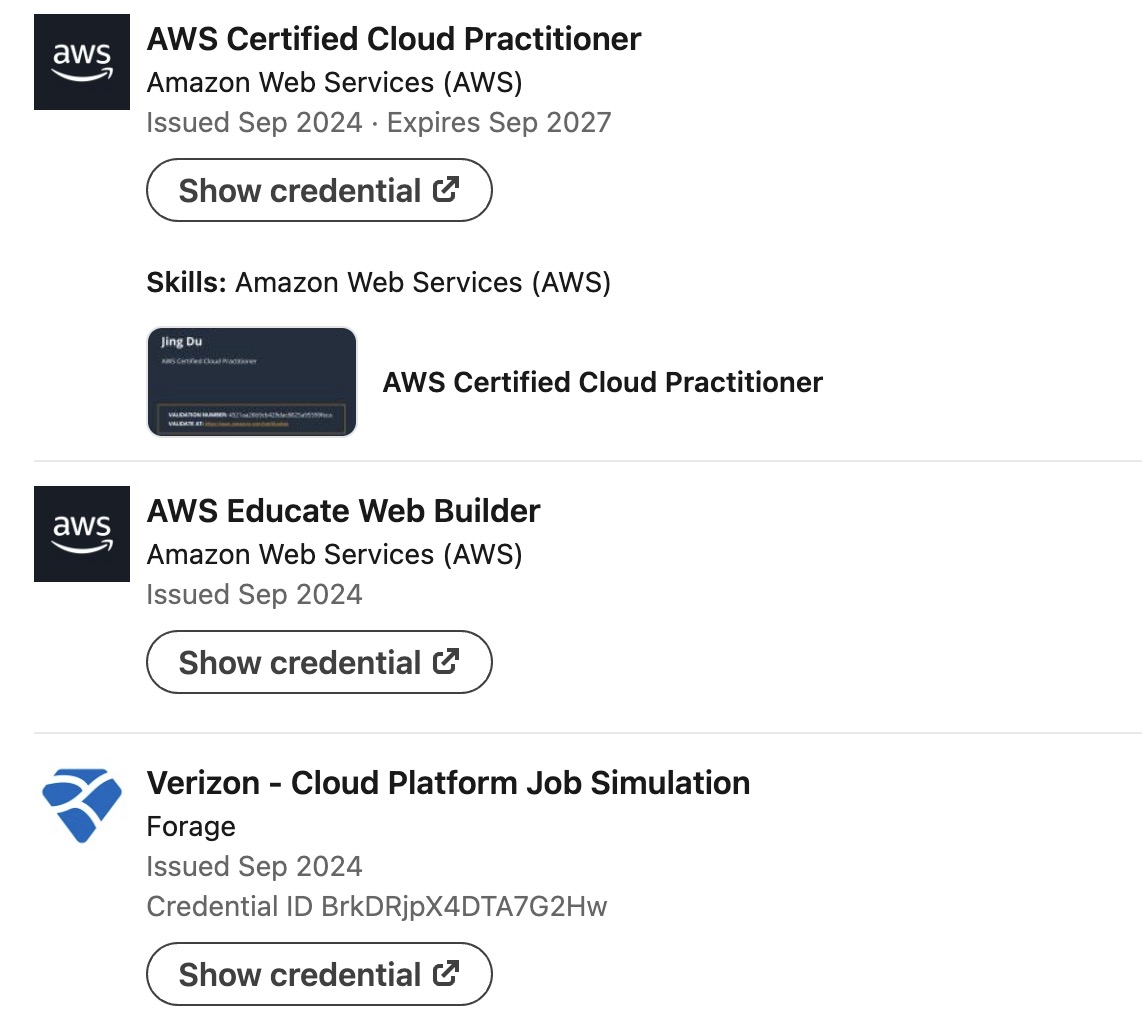 aws
AWS Certified Cloud Practitioner
Amazon Web Services (AWS)
Issued Sep 2024 · Expires Sep 2027
Show credential
Skills: Amazon Web Services (AWS)
Jing Du
AWS Certified Cloud Practitioner
VALIDATION NUMBER:
VALIDATE AT:
AWS Certified Cloud Practitioner
aws
AWS Educate Web Builder
Amazon Web Services (AWS)
Issued Sep 2024
Show credential
Verizon - Cloud Platform Job Simulation
Forage
Issued Sep 2024
Credential ID BrkDRjpX4DTA7G2Hw
Show credential